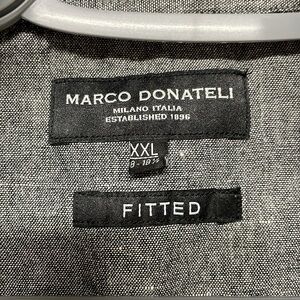 MARCO DONATELI
MILANO ITALIA
ESTABLISHED 1896
XXL
FITTED